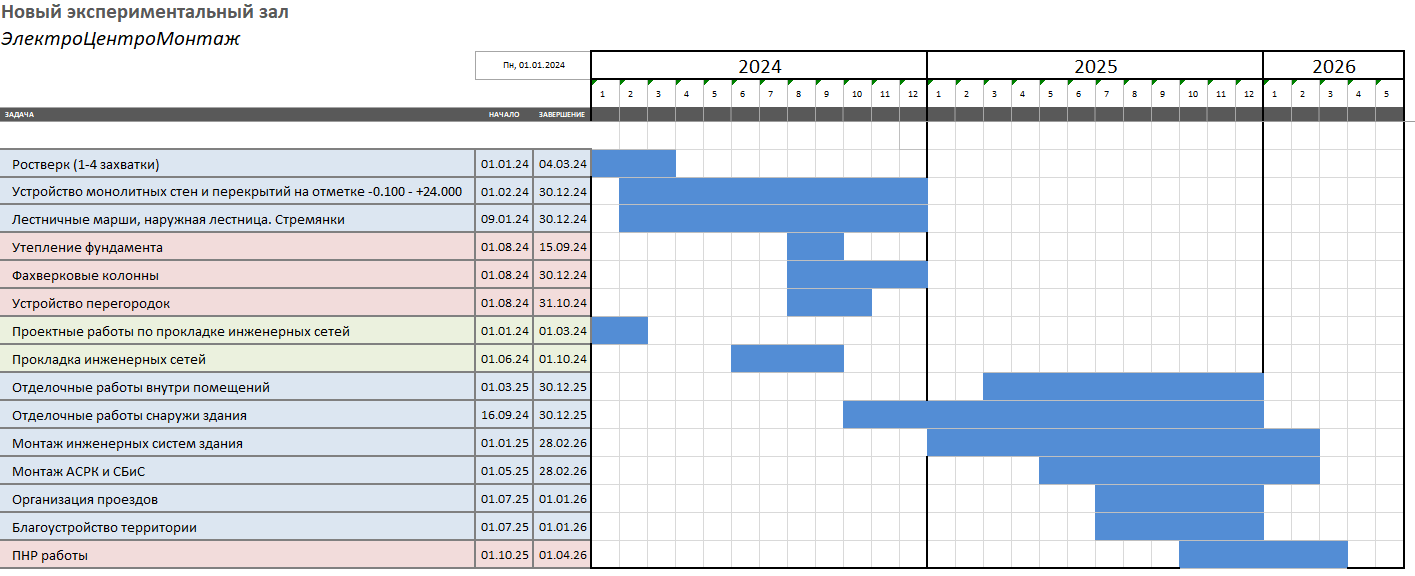 Новый экспериментальный зал
ЭлектроЦентроМонтаж
Пн, 01.01.2024 2024 2025 2026
1 2 3 4 5 6 7 8 9 10 11 12 1 2 3 4 5 6 7 8 9 10 11 12 1 2 3 4 5
ЗАДАЧА НАЧАЛО ЗАВЕРШЕНИЕ
Ростверк (1-4 захватки) 01.01.24 04.03.24
Устройство монолитных стен и перекрытий на отметке -0.100 - +24.000 01.02.24 30.12.24
Лестничные марши, наружная лестница. Стремянки 09.01.24 30.12.24
Утепление фундамента 01.08.24 15.09.24
Фахверковые колонны 01.08.24 30.12.24
Устройство перегородок 01.08.24 31.10.24
Проектные работы по прокладке инженерных сетей 01.01.24 01.03.24
Прокладка инженерных сетей 01.06.24 01.10.24
Отделочные работы внутри помещений 01.03.25 30.12.25
Отделочные работы снаружи здания 16.09.24 30.12.25
Монтаж инженерных систем здания 01.01.25 28.02.26
Монтаж АСРК и СБиС 01.05.25 28.02.26
Организация проездов 01.07.25 01.01.26
Благоустройство территории 01.07.25 01.01.26
ПНР работы 01.10.25 01.04.26